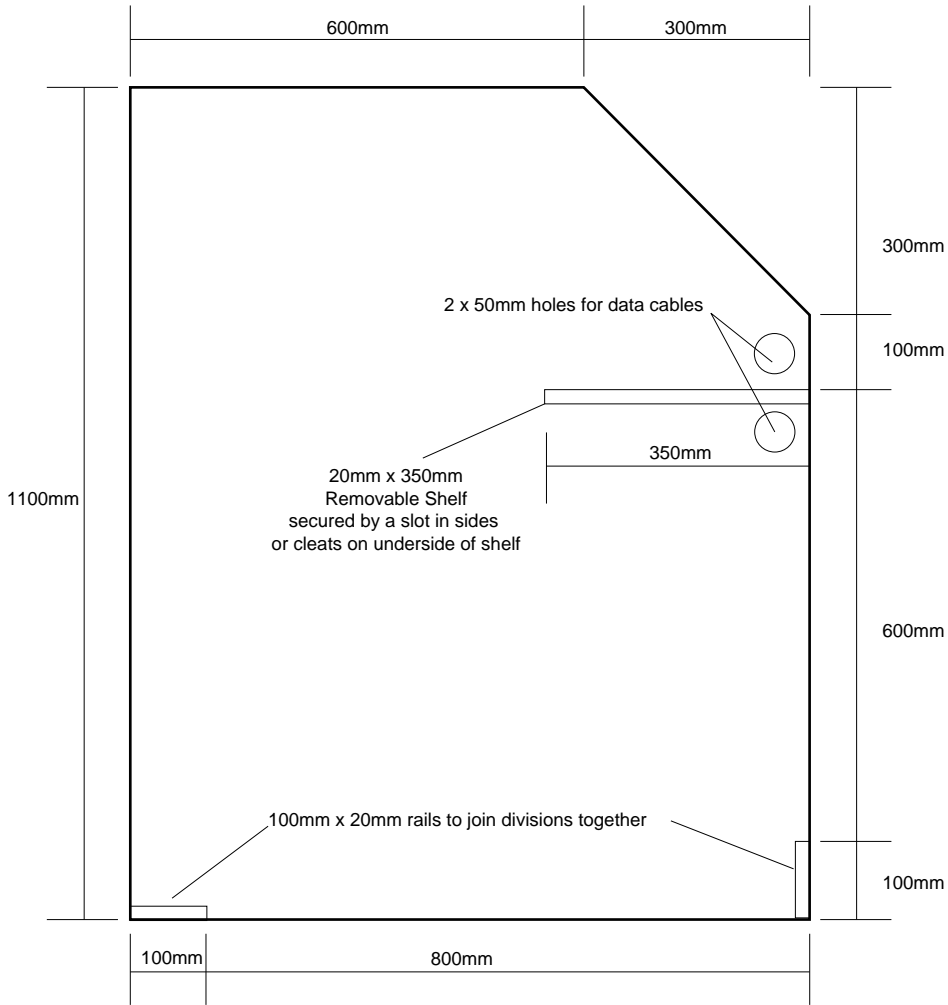 600mm
300mm
300mm
2 x 50mm holes for data cables
100mm
350mm
20mm x 350mm
Removable Shelf
secured by a slot in sides
or cleats on underside of shelf
1100mm
600mm
100mm x 20mm rails to join divisions together
100mm
100mm
800mm